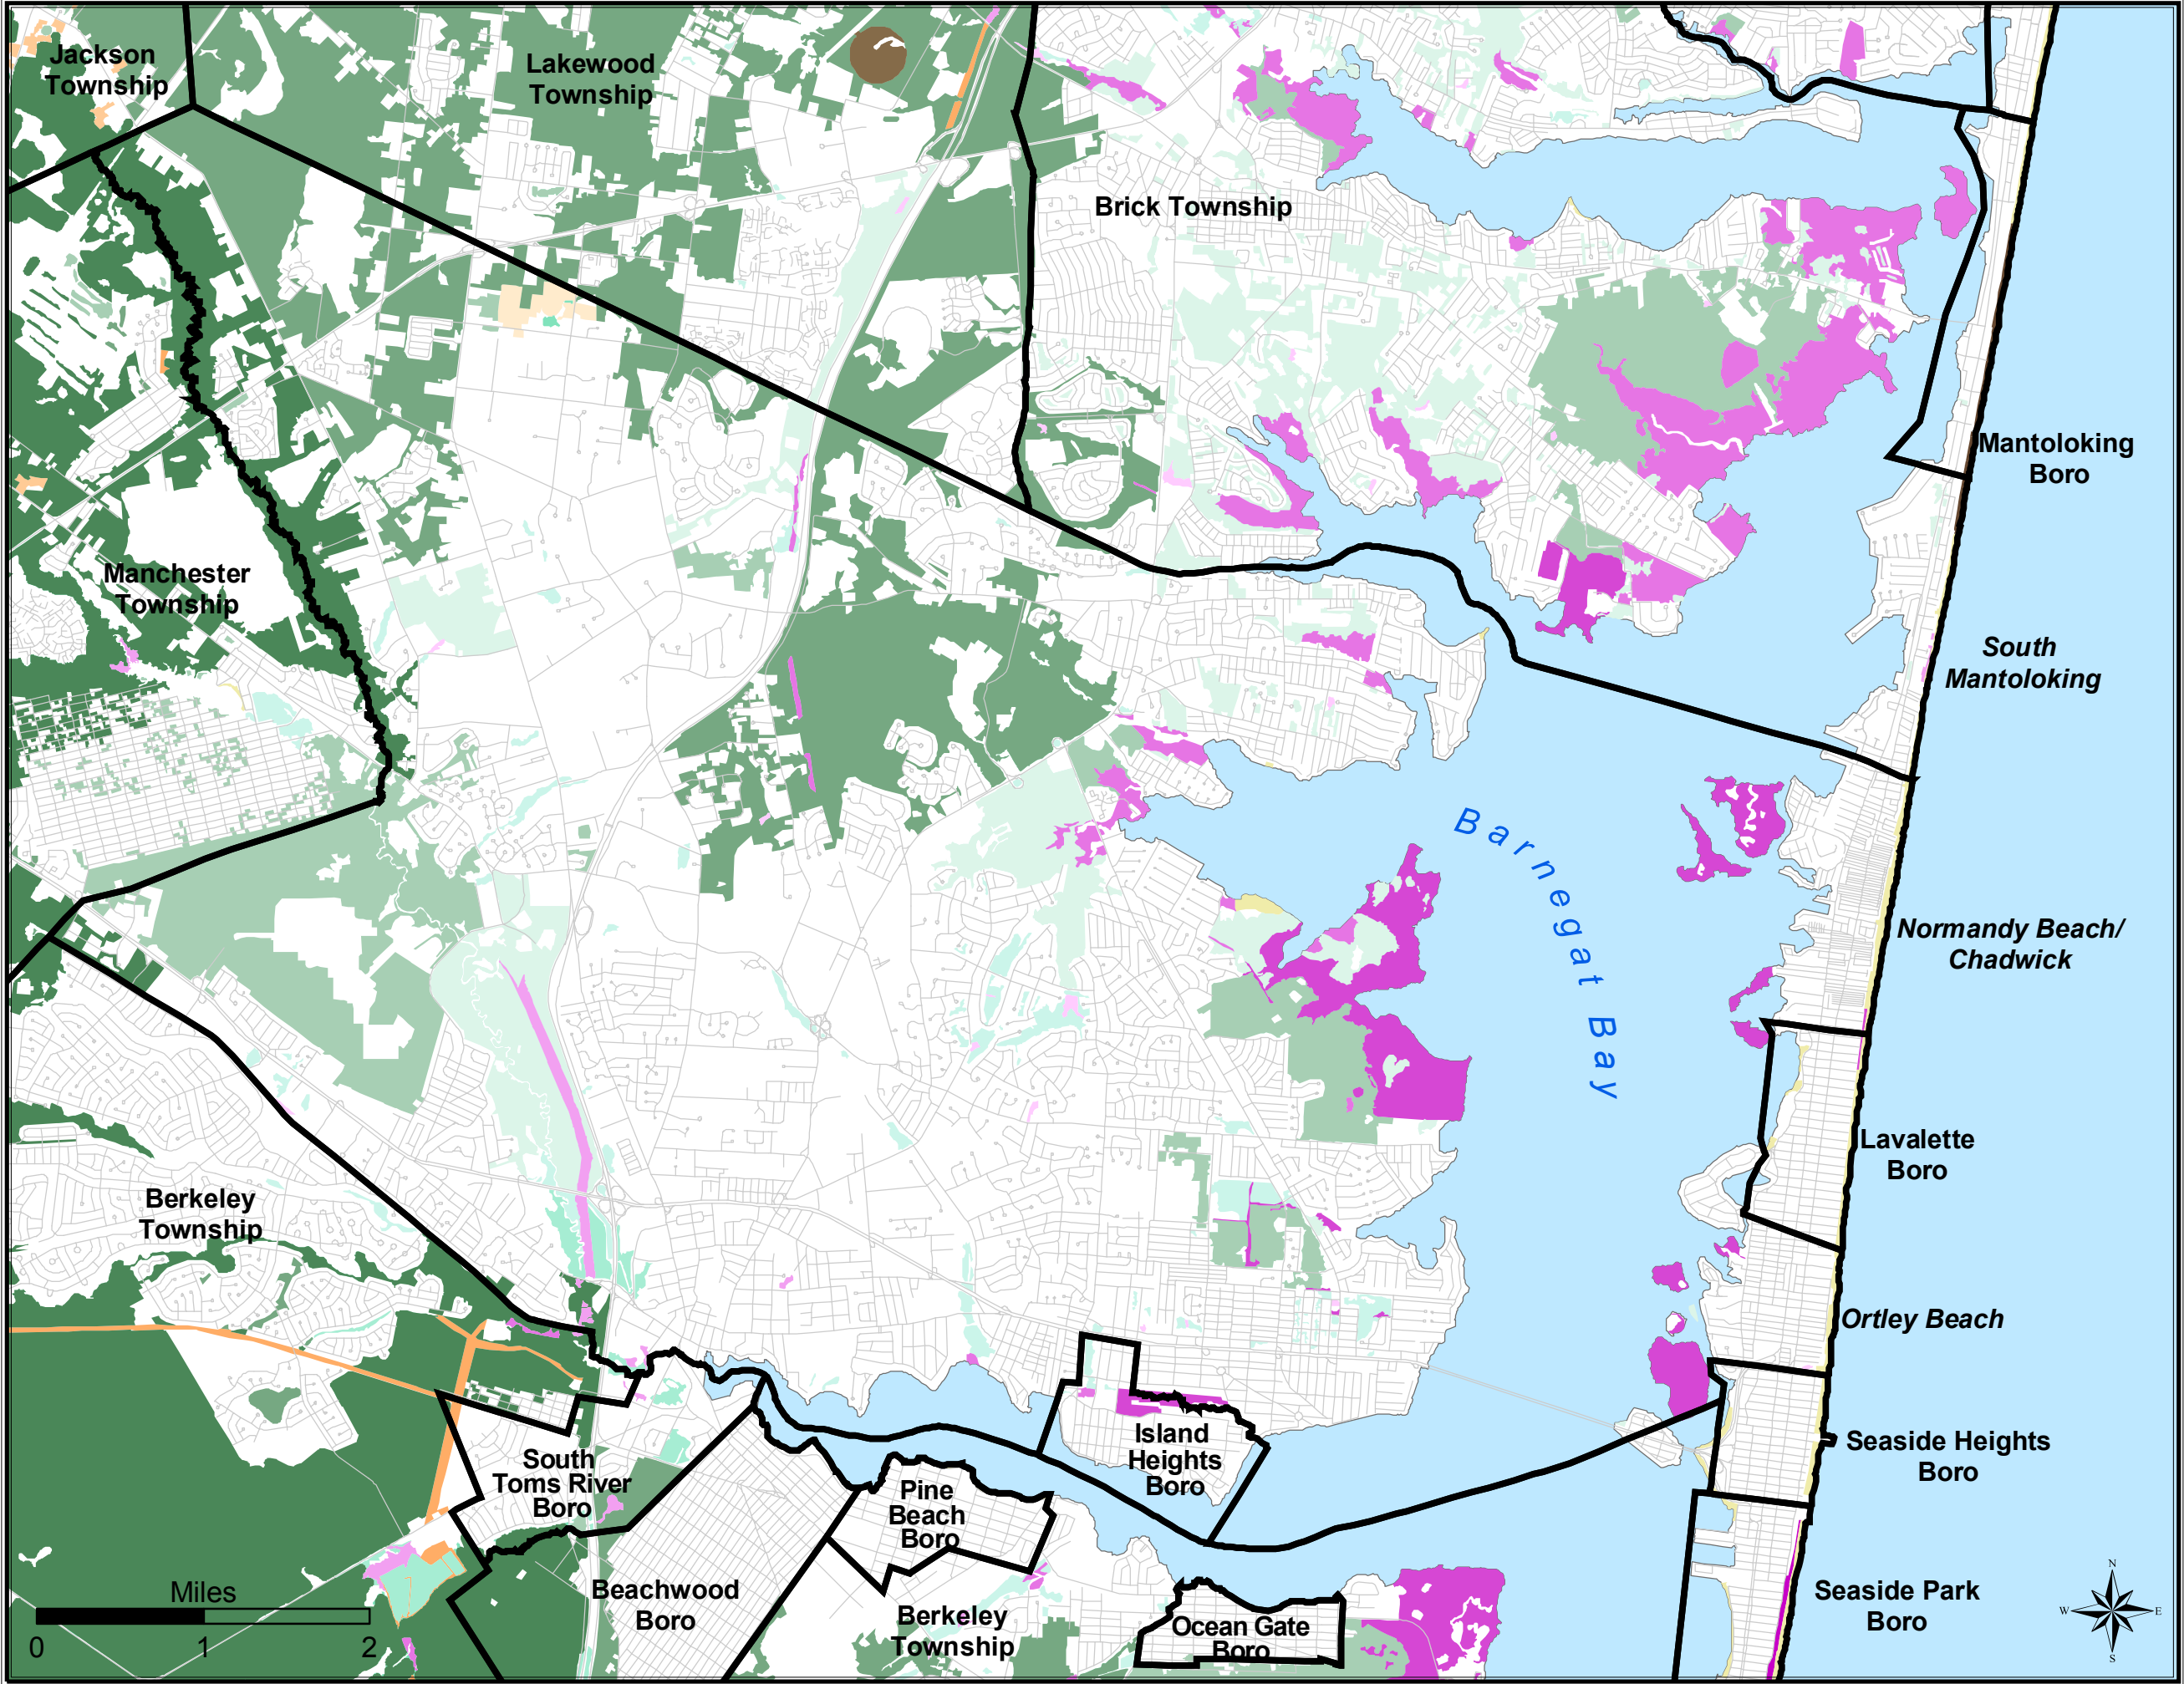 Jackson
Township
Lakewood
Township
Brick Township
Mantoloking
Boro
Manchester
Township
South
Mantoloking
Barnegat Bay
Normandy Beach/
Chadwick
Lavalette
Boro
Berkeley
Township
Ortley Beach
Island
Heights
Boro
Seaside Heights
Boro
South
Toms River
Boro
Pine
Beach
Boro
Beachwood
Boro
Berkeley
Township
Ocean Gate
Boro
Seaside Park
Boro
Miles
0 1 2
N
W E
S